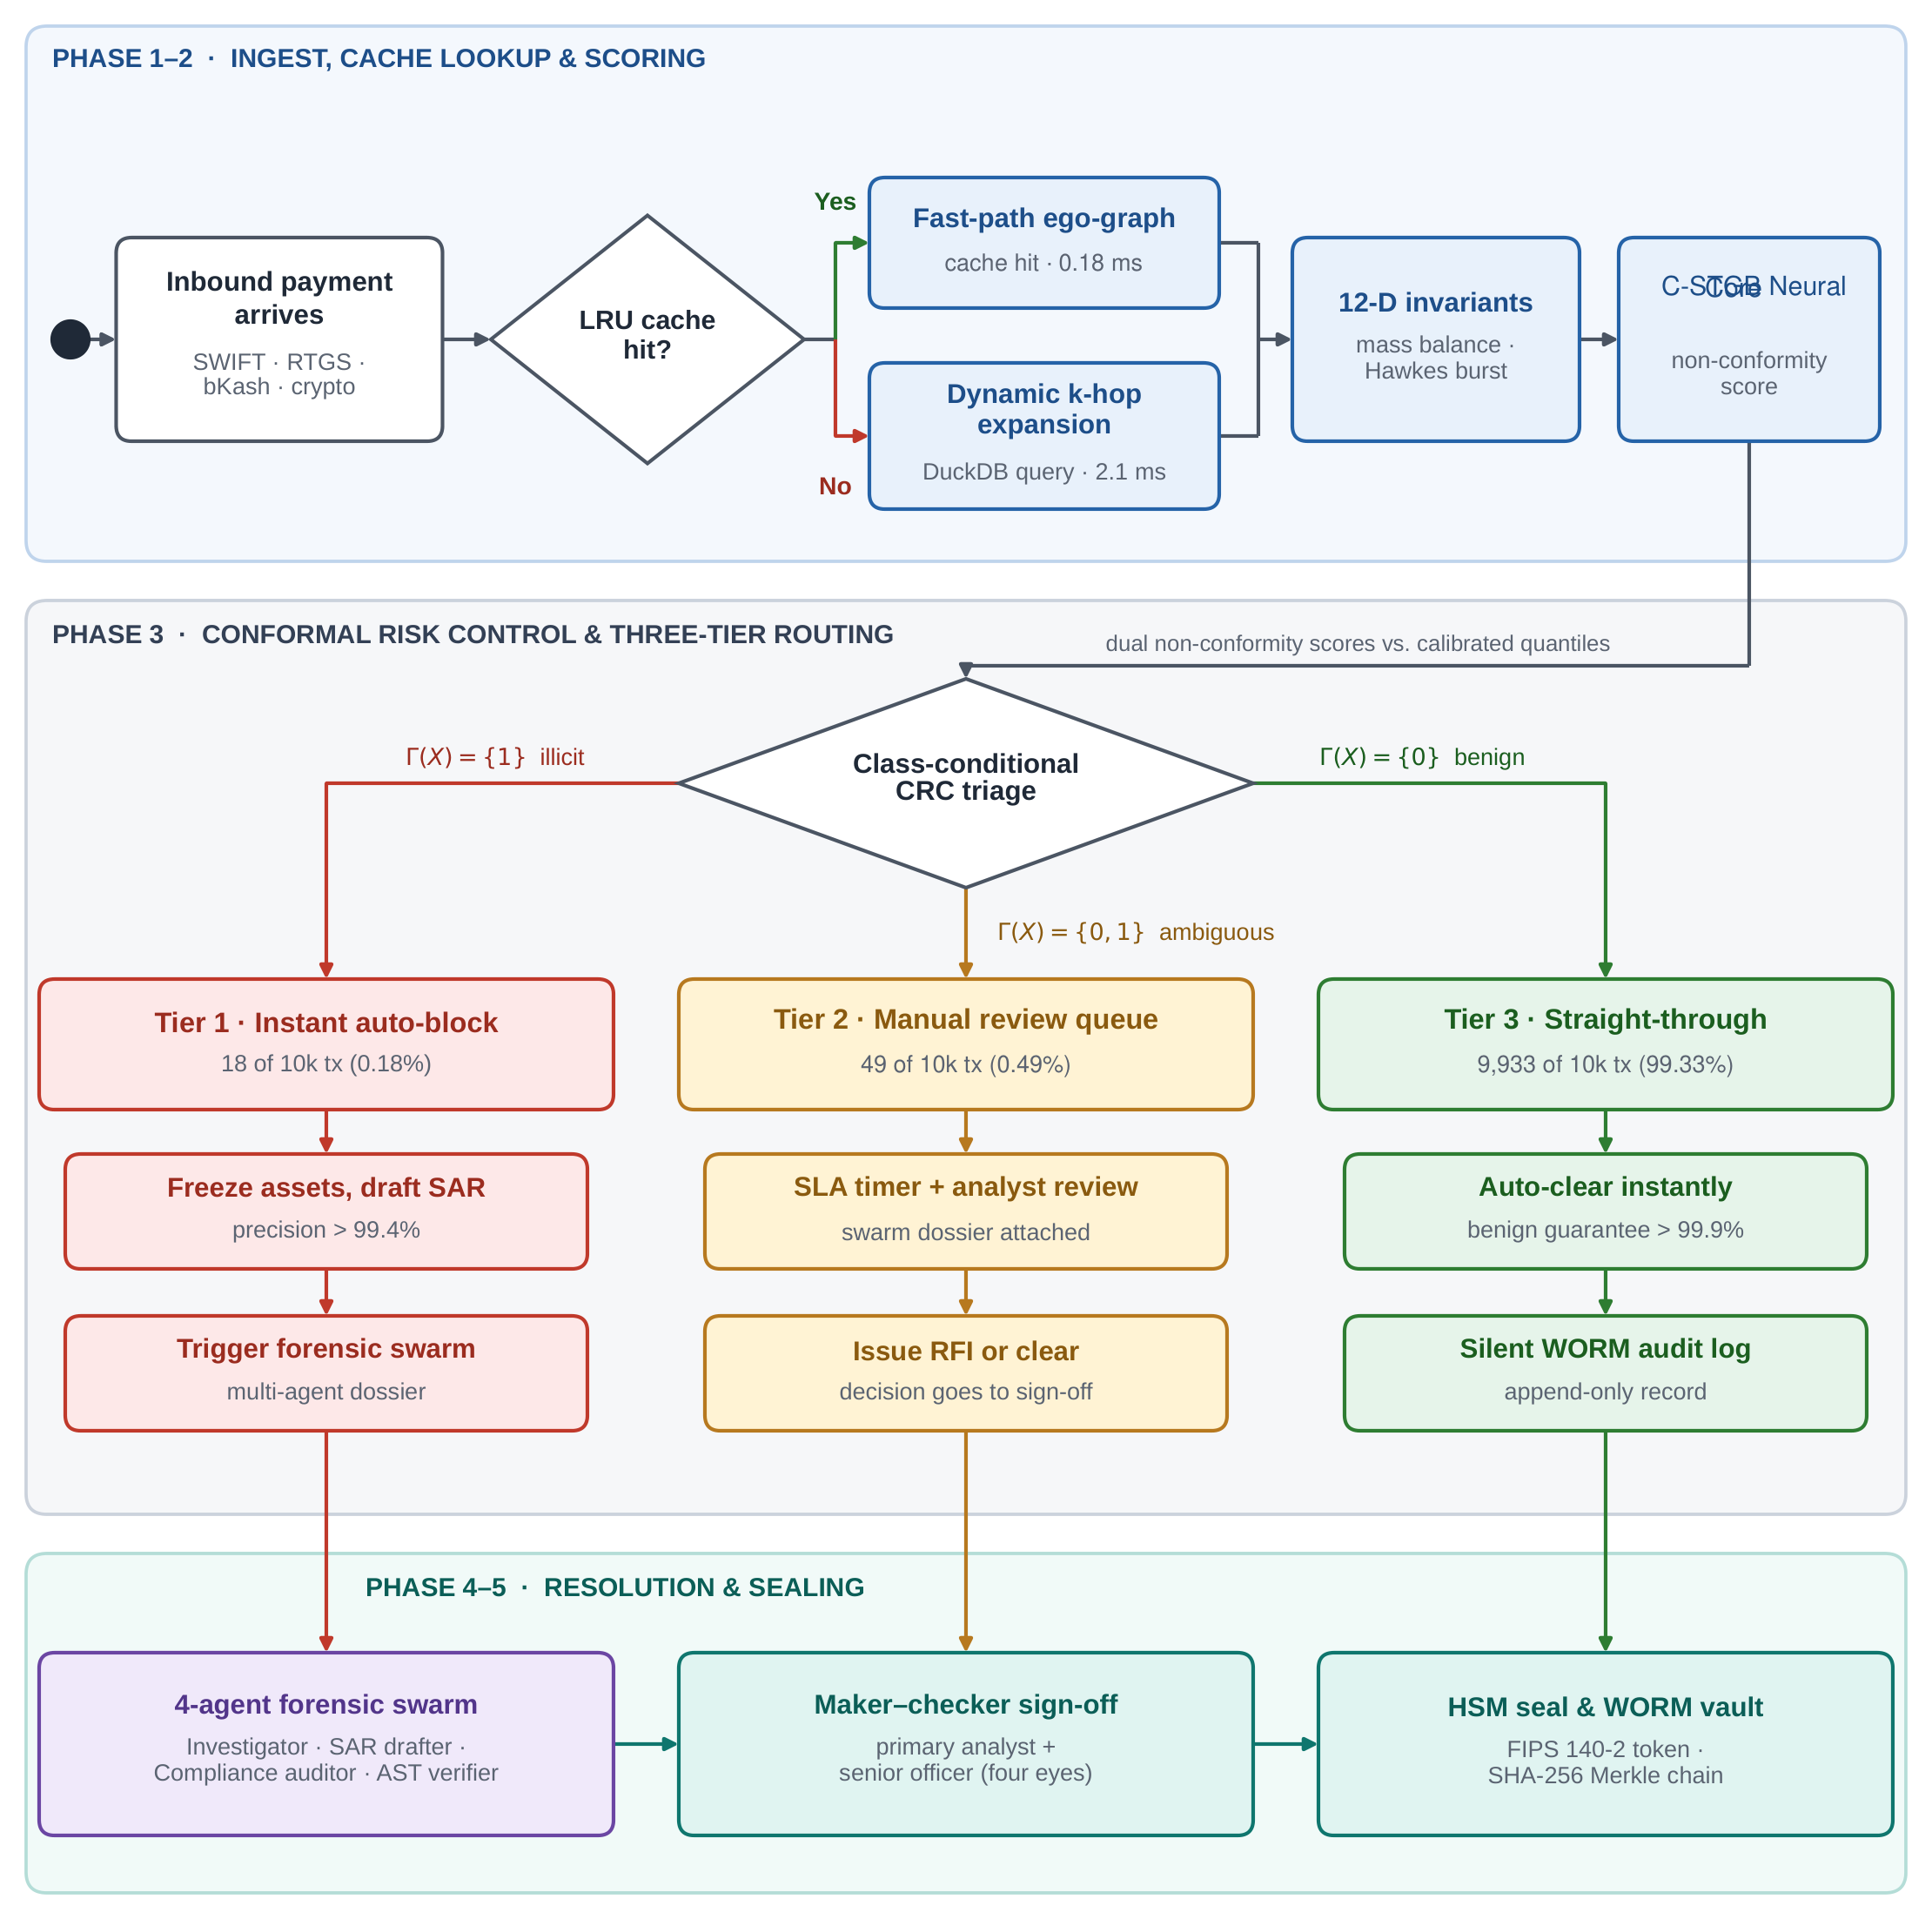 PHASE 1–2 · INGEST, CACHE LOOKUP & SCORING
Inbound payment
arrives
SWIFT · RTGS ·
bKash · crypto
LRU cache
hit?
Yes
No
Fast-path ego-graph
cache hit · 0.18 ms
Dynamic k-hop
expansion
DuckDB query · 2.1 ms
12-D invariants
mass balance ·
Hawkes burst
C-STGB Neural
Core
non-conformity
score
PHASE 3 · CONFORMAL RISK CONTROL & THREE-TIER ROUTING
dual non-conformity scores vs. calibrated quantiles
Class-conditional
CRC triage
Γ(X) = {1} illicit
Γ(X) = {0} benign
Γ(X) = {0, 1} ambiguous
Tier 1 · Instant auto-block
18 of 10k tx (0.18%)
Tier 2 · Manual review queue
49 of 10k tx (0.49%)
Tier 3 · Straight-through
9,933 of 10k tx (99.33%)
Freeze assets, draft SAR
precision > 99.4%
SLA timer + analyst review
swarm dossier attached
Auto-clear instantly
benign guarantee > 99.9%
Trigger forensic swarm
multi-agent dossier
Issue RFI or clear
decision goes to sign-off
Silent WORM audit log
append-only record
PHASE 4–5 · RESOLUTION & SEALING
4-agent forensic swarm
Investigator · SAR drafter ·
Compliance auditor · AST verifier
Maker–checker sign-off
primary analyst +
senior officer (four eyes)
HSM seal & WORM vault
FIPS 140-2 token ·
SHA-256 Merkle chain